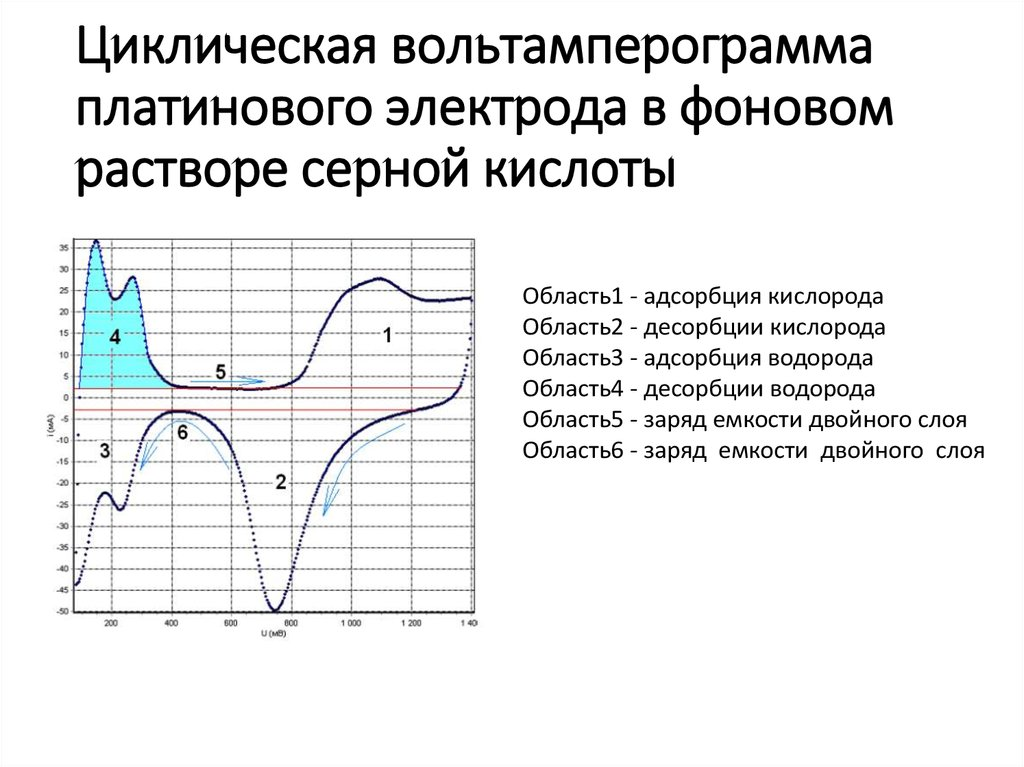 Циклическая вольтамперограмма
платинового электрода в фоновом
растворе серной кислоты
Область1 - адсорбция кислорода
Область2 - десорбции кислорода
Область3 - адсорбция водорода
Область4 - десорбции водорода
Область5 - заряд емкости двойного слоя
Область6 - заряд емкости двойного слоя
35
30
25
20
15
10
5
0
-5
-10
-15
-20
-25
-30
-35
-40
-45
-50
i (мА)
4
1
5
6
3
2
200 400 600 800 1 000 1 200 1 400
U (мВ)